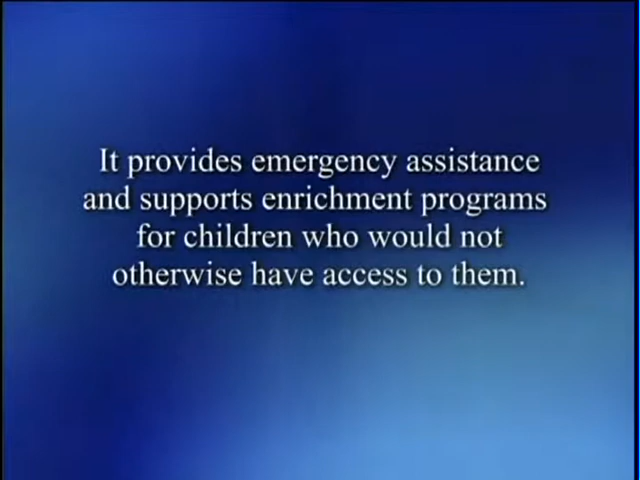 It provides emergency assistance
and supports enrichment programs
for children who would not
otherwise have access to them.